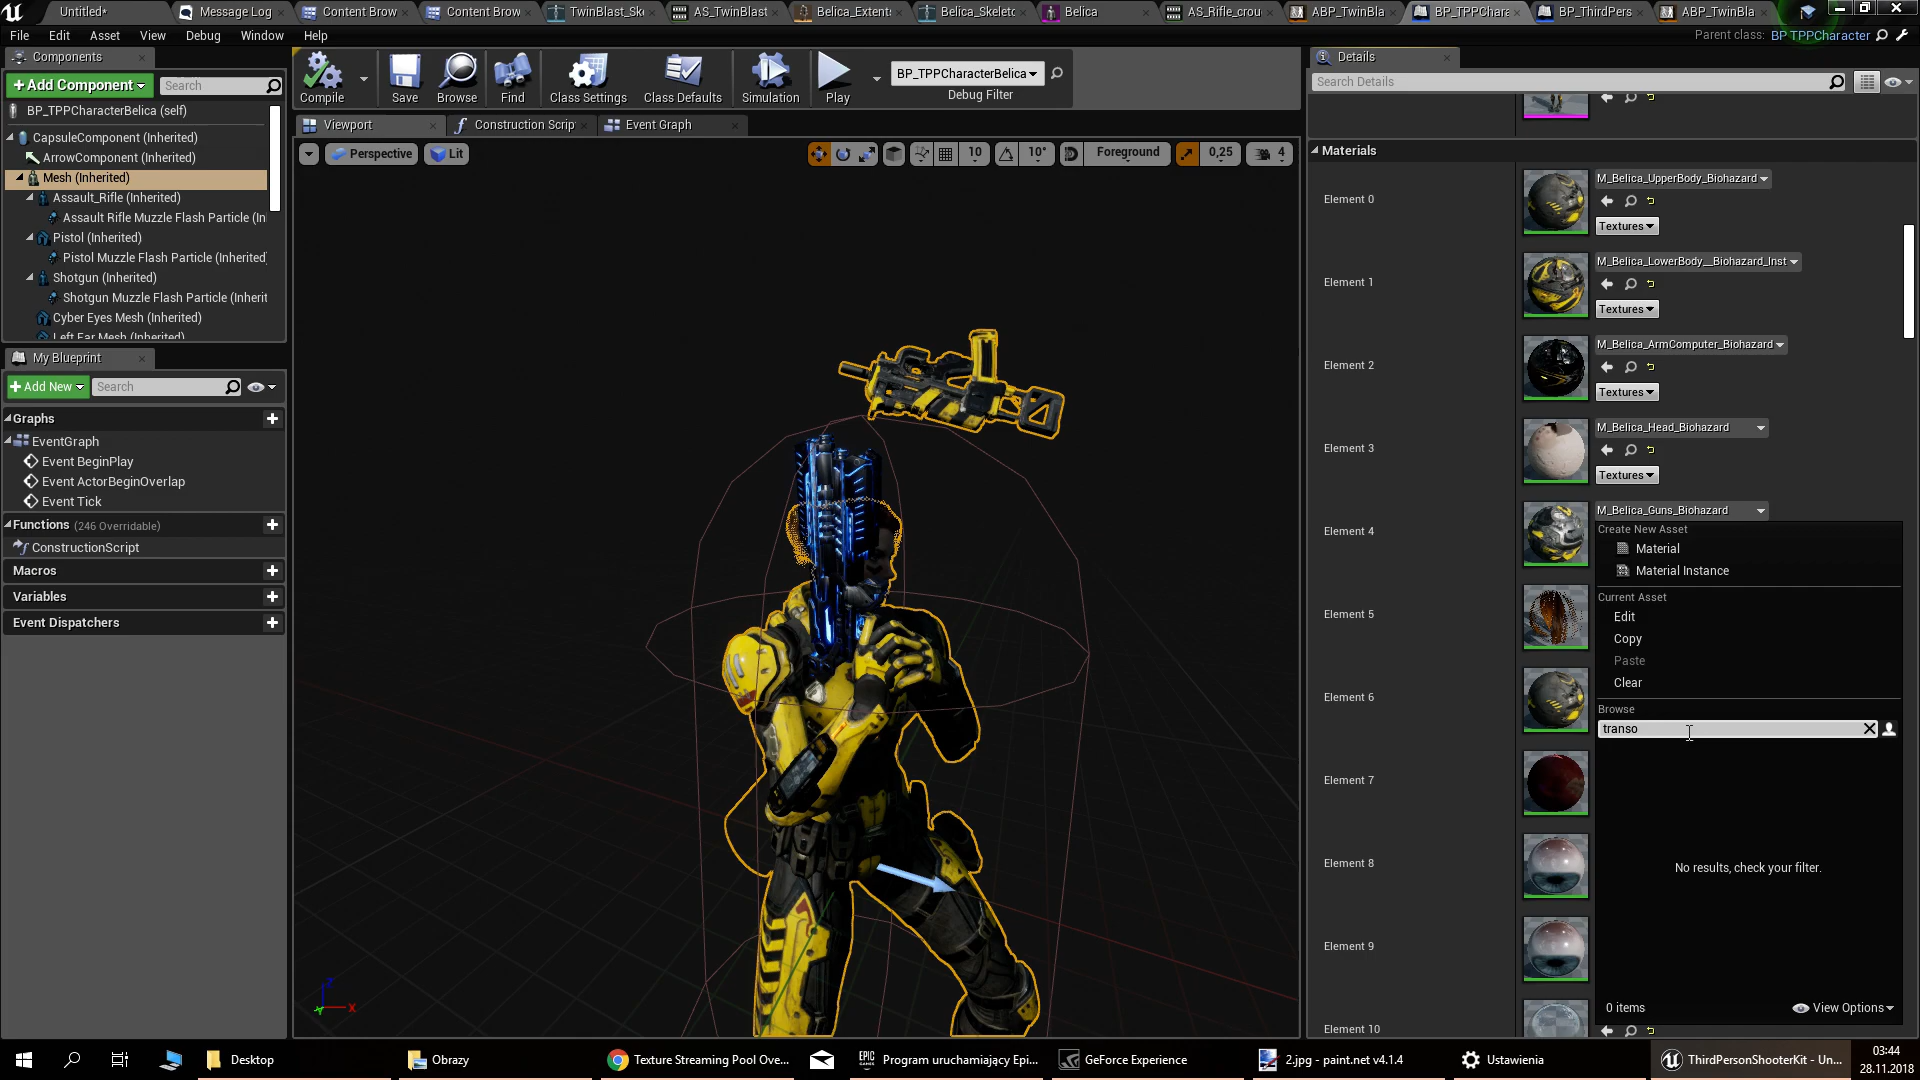 Untitled*
Message Log
Content Brow
Content Brow
TwinBlast_Sk
AS_TwinBlast
Belica_Extent
Belica_Skeleto
Belica
AS_Rifle_crou
ABP_TwinBla
BP_TPPChara
BP_ThirdPers
ABP_TwinBla
File Edit Asset View Debug Window Help
Parent class: BP TPPCharacter
Components
+Add Component
Search
BP_TPPCharacterBelica (self)
CapsuleComponent (Inherited)
ArrowComponent (Inherited)
Mesh (Inherited)
Assault_Rifle (Inherited)
Assault Rifle Muzzle Flash Particle (In
Pistol (Inherited)
Pistol Muzzle Flash Particle (Inherited)
Shotgun (Inherited)
Shotgun Muzzle Flash Particle (Inherit
Cyber Eyes Mesh (Inherited)
Left Ear Mesh (Inherited)
My Blueprint
+Add New
Search
Graphs
EventGraph
Event BeginPlay
Event ActorBeginOverlap
Event Tick
Functions (246 Overridable)
ConstructionScript
Macros
Variables
Event Dispatchers
Compile
Save
Browse
Find
Class Settings
Class Defaults
Simulation
Play
BP_TPPCharacterBelica
Debug Filter
Viewport
Construction Scrip
Event Graph
Perspective
Lit
10
10°
Foreground
0,25
4
Z
X
Y
Details
Search Details
Materials
Element 0
M_Belica_UpperBody_Biohazard
Textures
Element 1
M_Belica_LowerBody__Biohazard_Inst
Textures
Element 2
M_Belica_ArmComputer_Biohazard
Textures
Element 3
M_Belica_Head_Biohazard
Textures
Element 4
M_Belica_Guns_Biohazard
Create New Asset
Material
Material Instance
Current Asset
Edit
Copy
Paste
Clear
Browse
transo
No results, check your filter.
0 items
View Options
Element 5
Element 6
Element 7
Element 8
Element 9
Element 10
Desktop
Obrazy
Texture Streaming Pool Ove...
EPIC GAMES
Program uruchamiający Epi...
GeForce Experience
2.jpg - paint.net v4.1.4
Ustawienia
ThirdPersonShooterKit - Un...
03:44
28.11.2018